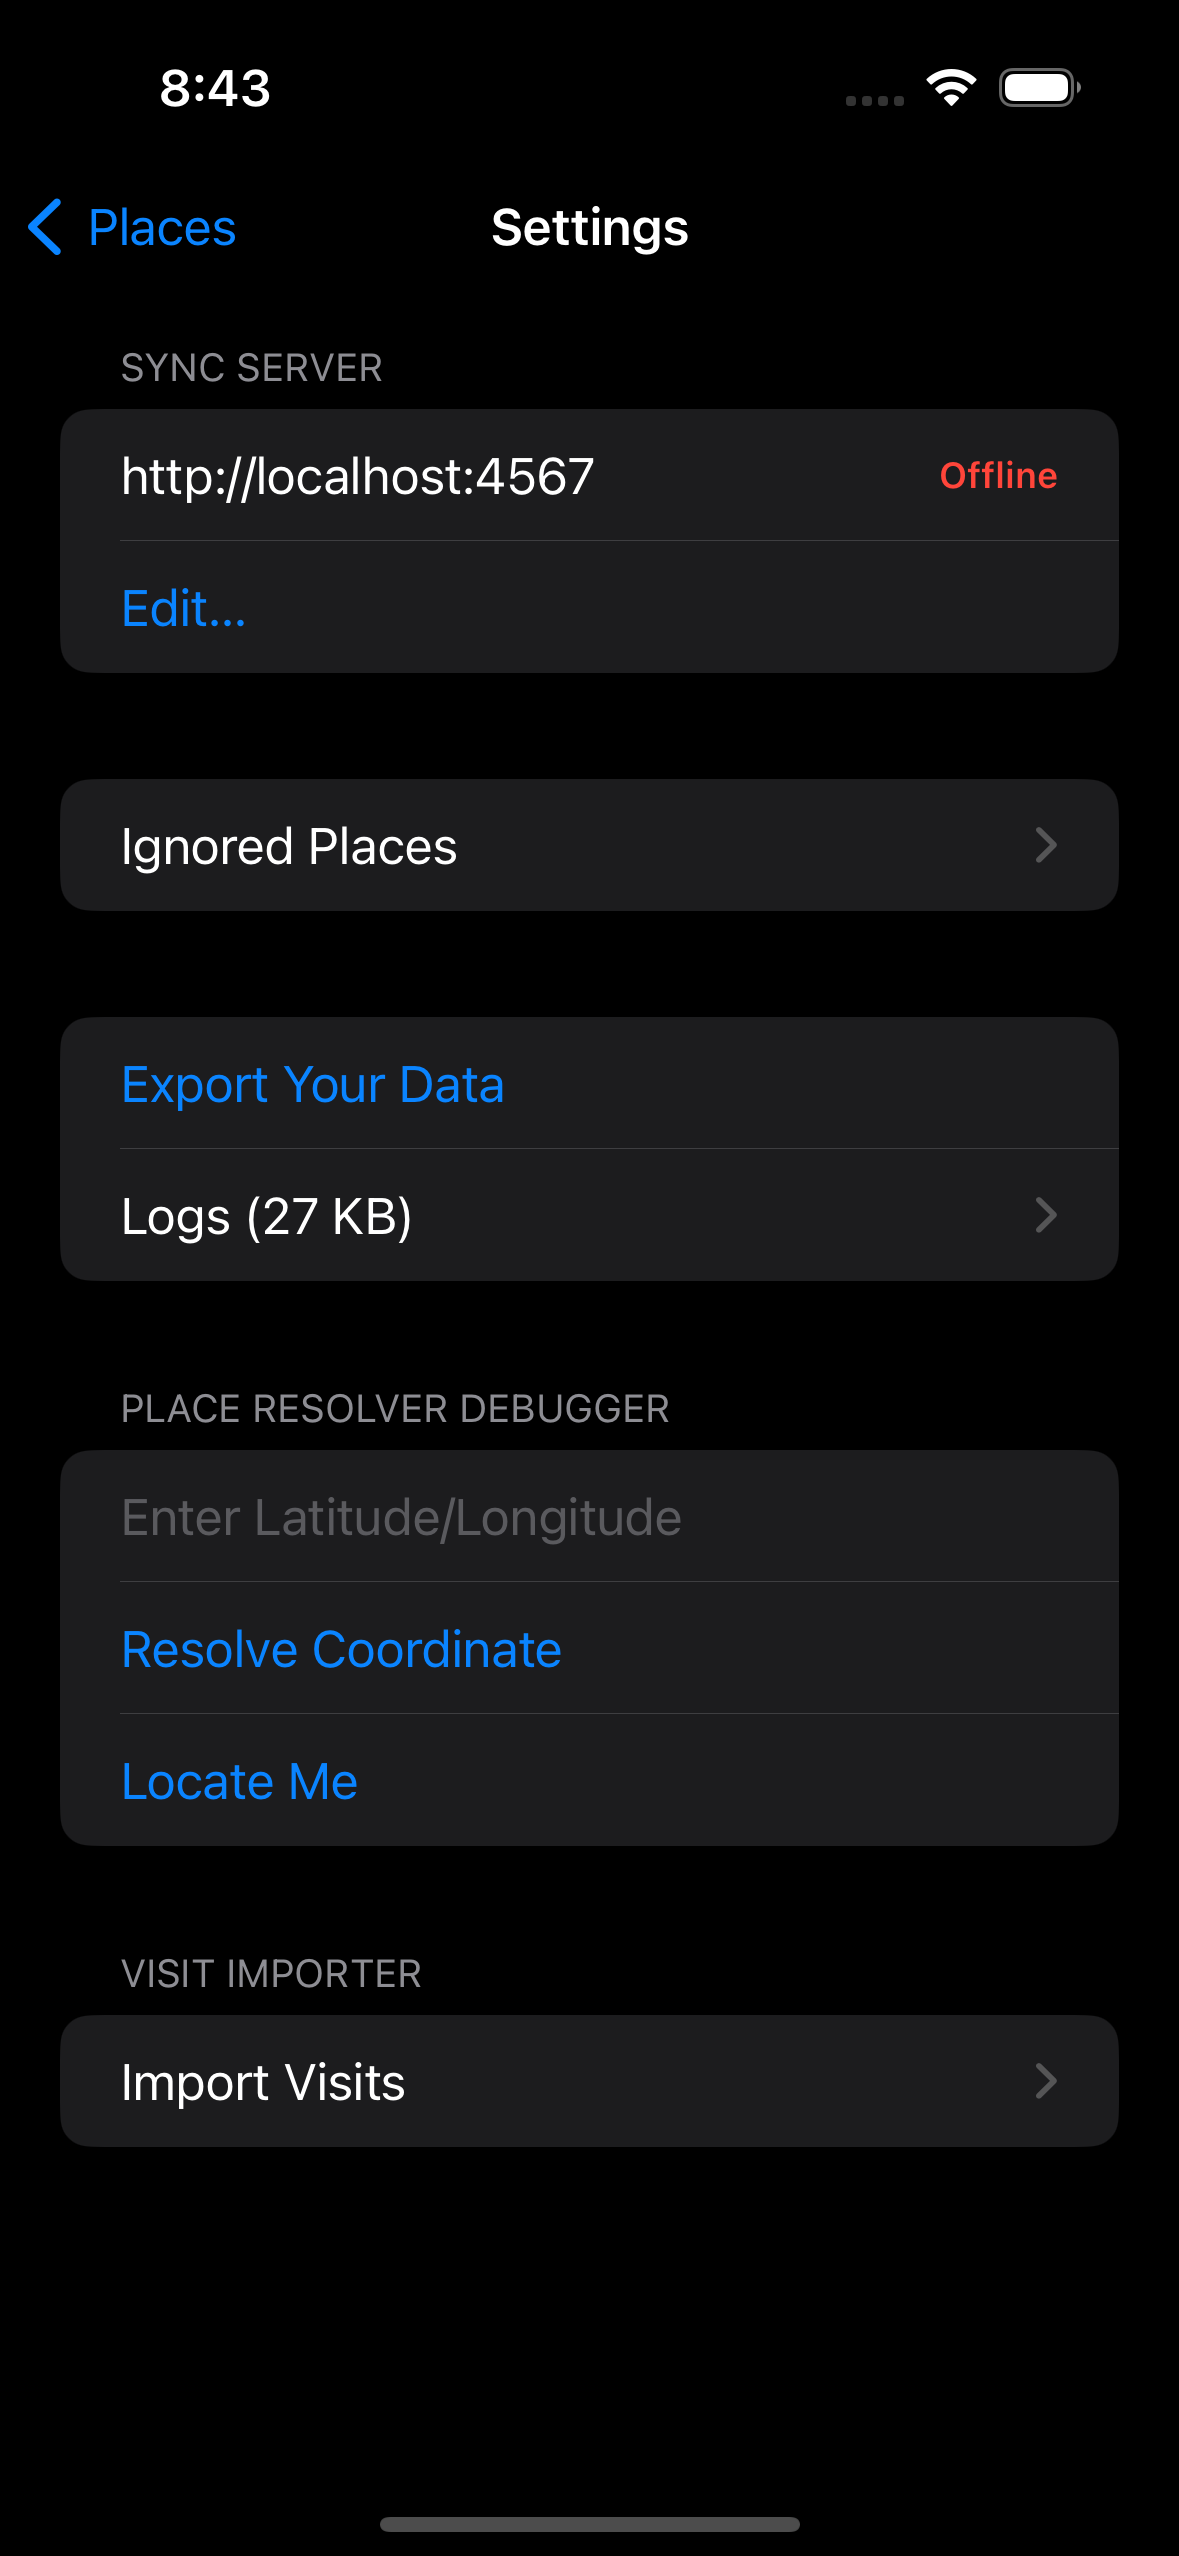 8:43
Places
Settings
SYNC SERVER
http://localhost:4567
Offline
Edit...
Ignored Places
Export Your Data
Logs (27 KB)
PLACE RESOLVER DEBUGGER
Enter Latitude/Longitude
Resolve Coordinate
Locate Me
VISIT IMPORTER
Import Visits